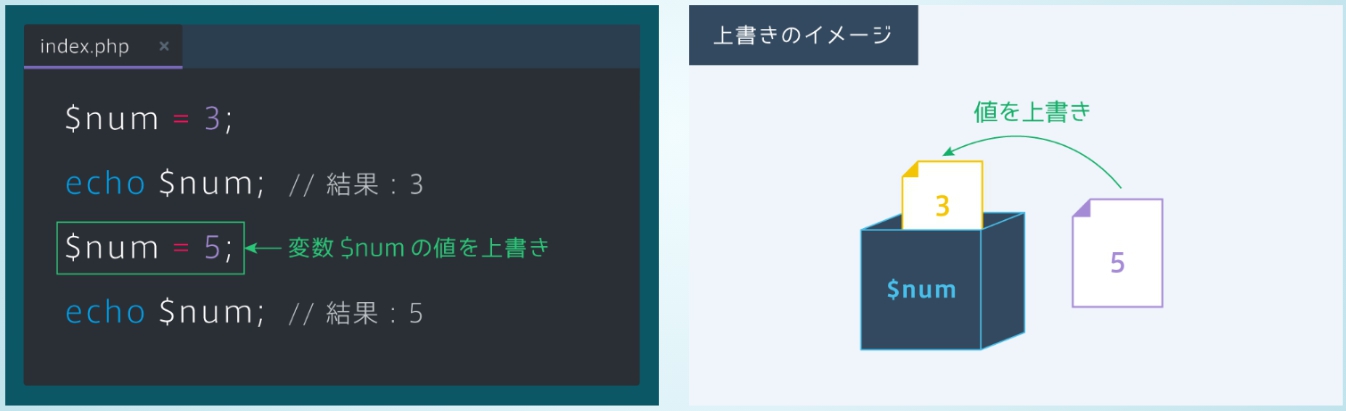 index.php ×
$num = 3;
echo $num; // 結果 : 3
$num = 5; 変数 $num の値を上書き
echo $num; // 結果 : 5
上書きのイメージ
値を上書き
3
5
$num